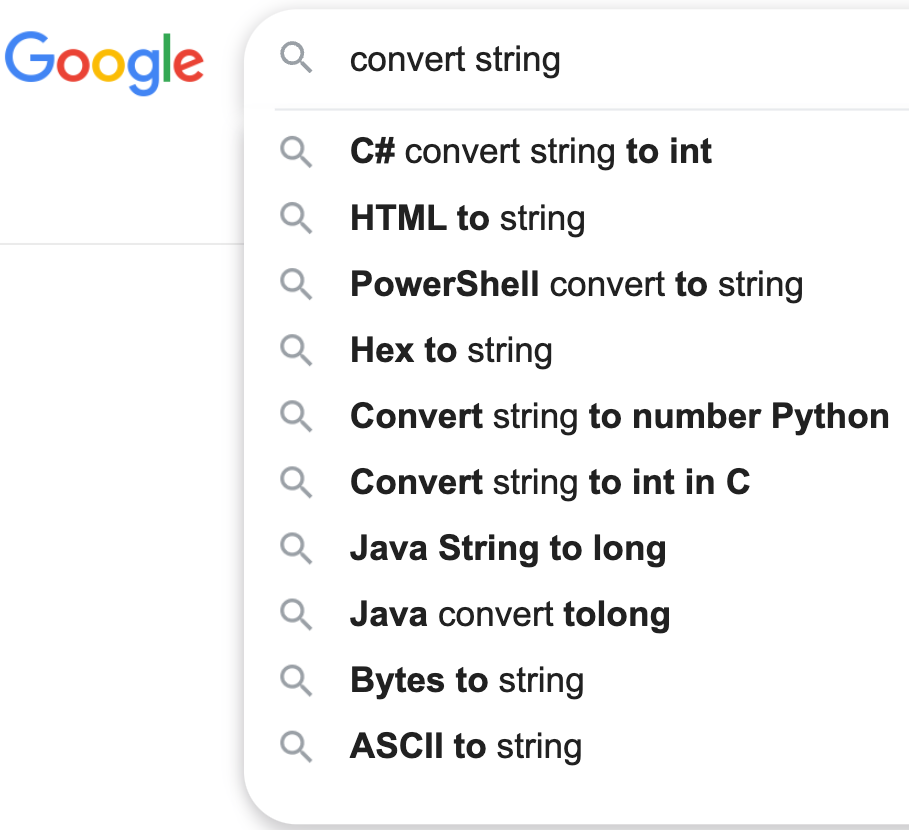 Google
convert string
C# convert string to int
HTML to string
PowerShell convert to string
Hex to string
Convert string to number Python
Convert string to int in C
Java String to long
Java convert tolong
Bytes to string
ASCII to string